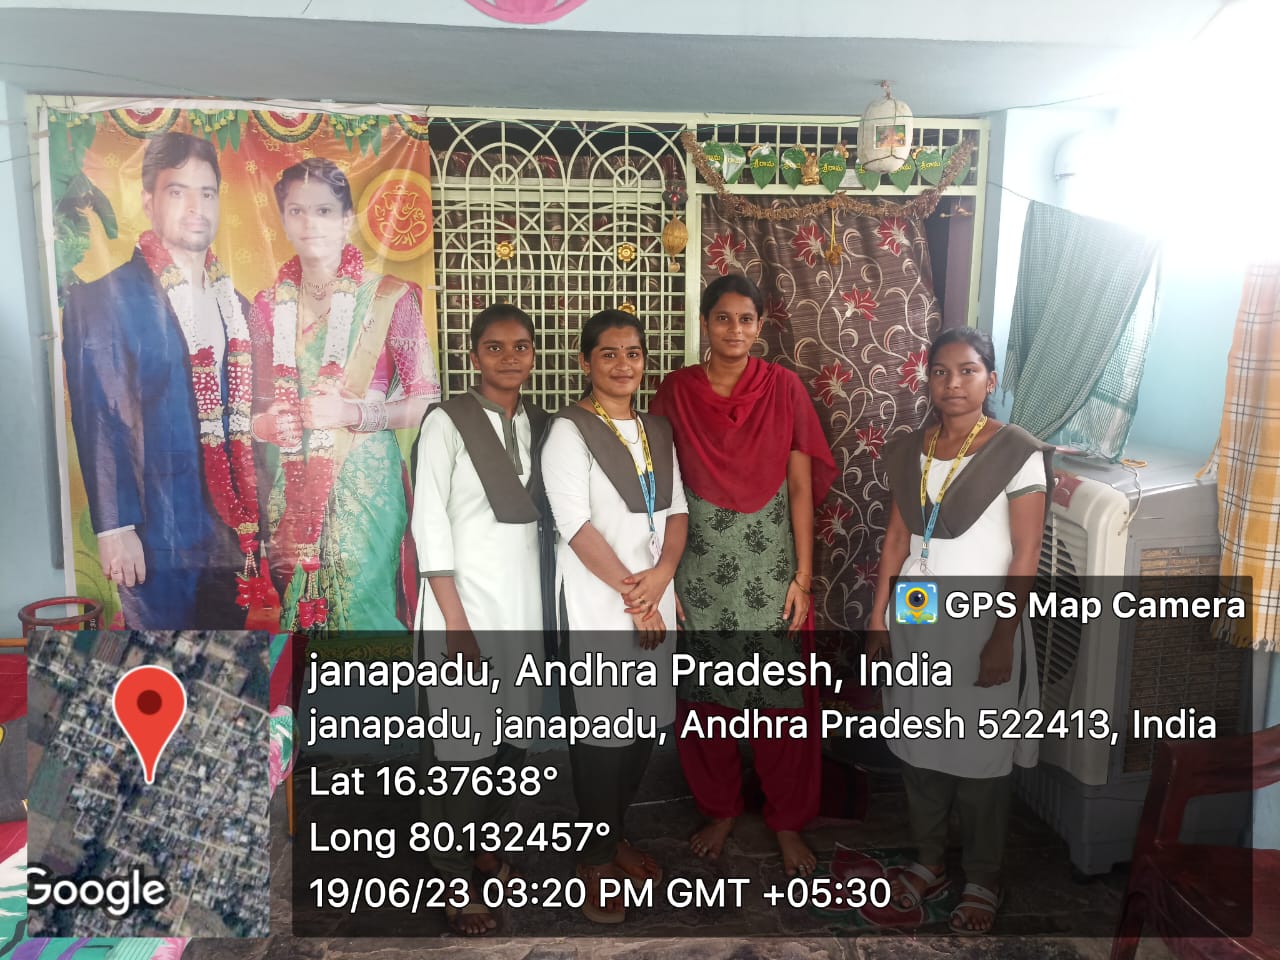 శ్రీరామ
శ్రీరామ
శ్రీరామ
GPS Map Camera
janapadu, Andhra Pradesh, India
janapadu, janapadu, Andhra Pradesh 522413, India
Lat 16.37638°
Long 80.132457°
19/06/23 03:20 PM GMT +05:30
Google